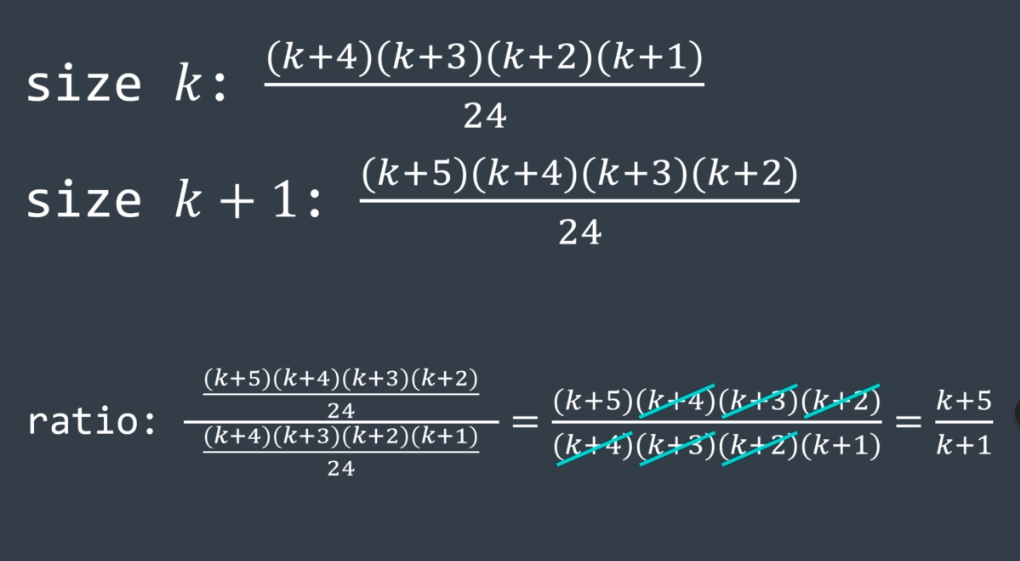 size k: (k+4)(k+3)(k+2)(k+1)
24
size k + 1: (k+5)(k+4)(k+3)(k+2)
24
ratio: (k+5)(k+4)(k+3)(k+2)/24 / (k+4)(k+3)(k+2)(k+1)/24 = (k+5)(k+4)(k+3)(k+2)/(k+4)(k+3)(k+2)(k+1) = k+5/k+1